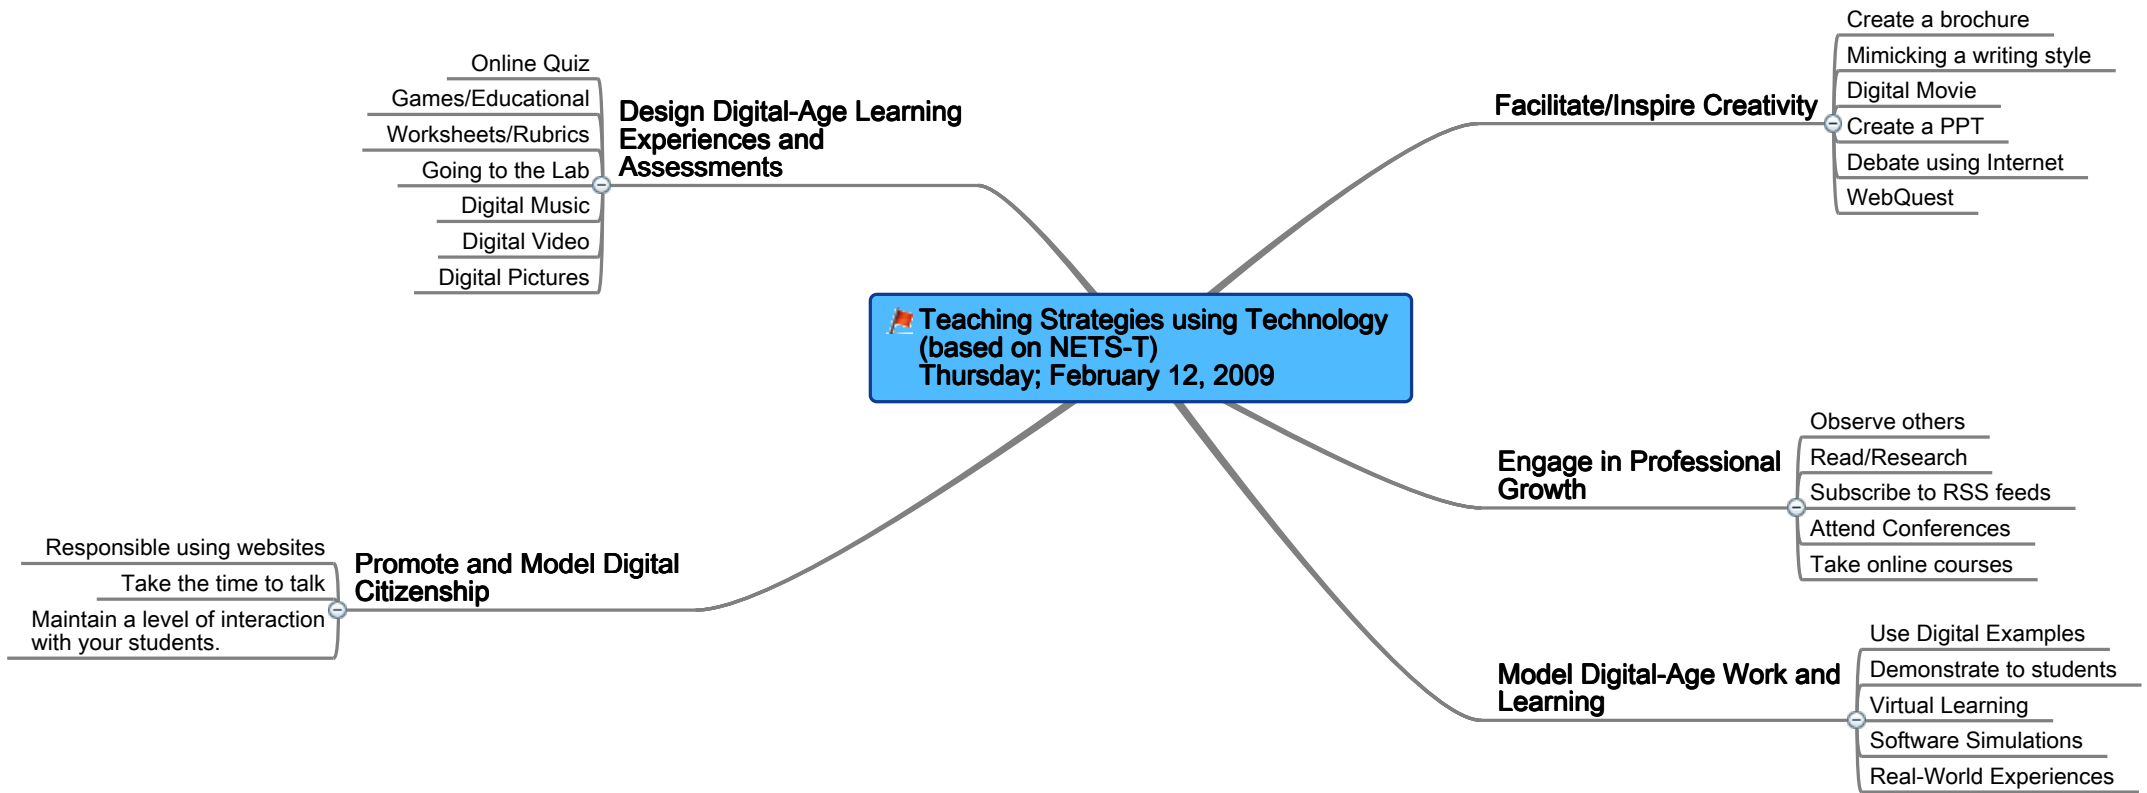 Teaching Strategies using Technology
(based on NETS-T)
Thursday; February 12, 2009
Facilitate/Inspire Creativity
Create a brochure
Mimicking a writing style
Digital Movie
Create a PPT
Debate using Internet
WebQuest
Engage in Professional
Growth
Observe others
Read/Research
Subscribe to RSS feeds
Attend Conferences
Take online courses
Model Digital-Age Work and
Learning
Use Digital Examples
Demonstrate to students
Virtual Learning
Software Simulations
Real-World Experiences
Promote and Model Digital
Citizenship
Responsible using websites
Take the time to talk
Maintain a level of interaction
with your students.
Design Digital-Age Learning
Experiences and
Assessments
Online Quiz
Games/Educational
Worksheets/Rubrics
Going to the Lab
Digital Music
Digital Video
Digital Pictures